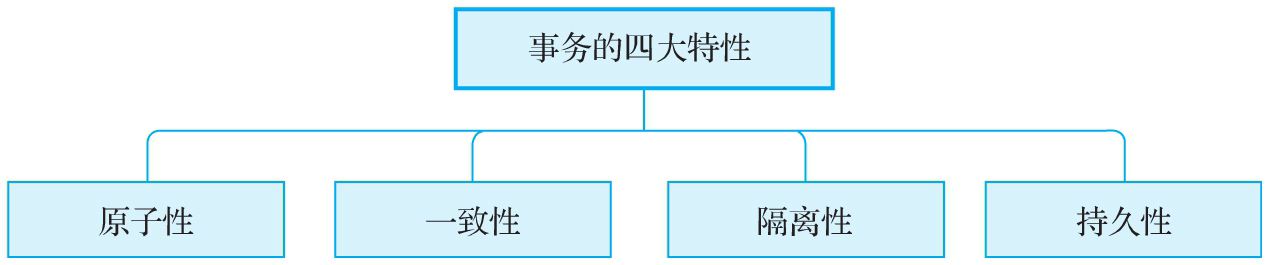 事务的四大特性
原子性
一致性
隔离性
持久性